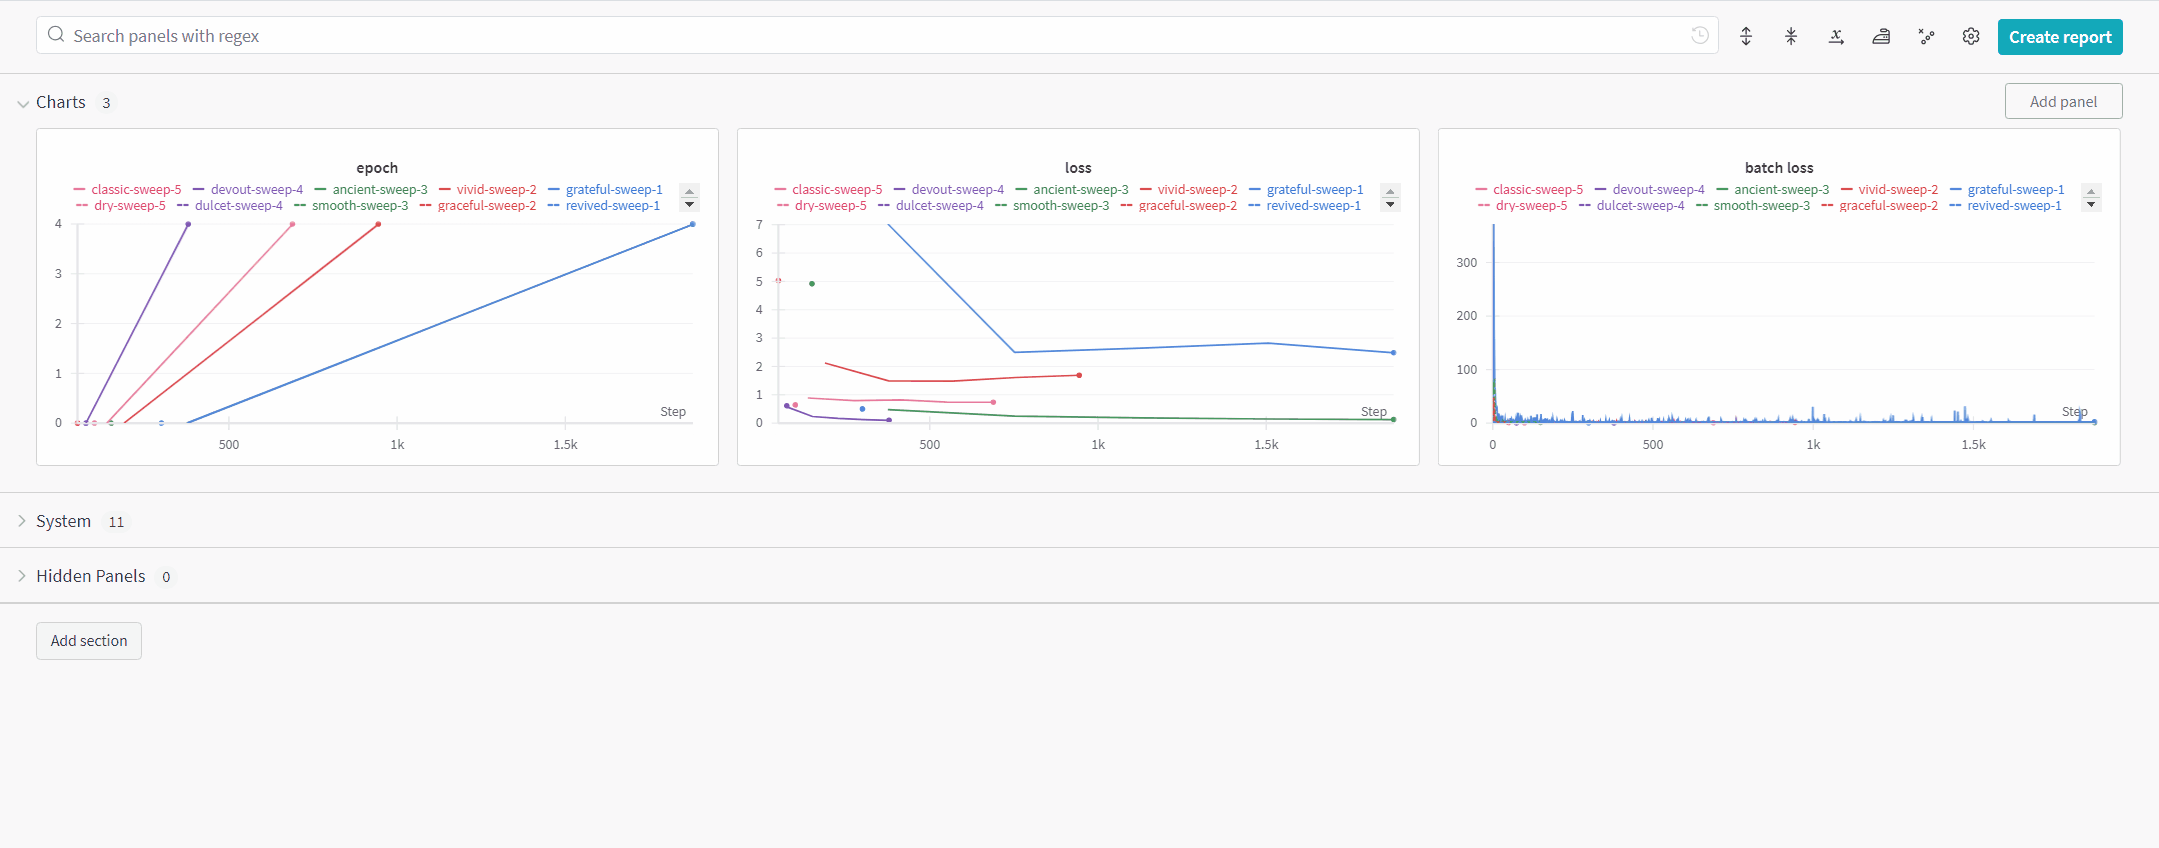 Search panels with regex
Create report
Charts 3
Add panel
epoch
classic-sweep-5 devout-sweep-4 ancient-sweep-3 vivid-sweep-2 grateful-sweep-1
dry-sweep-5 dulcet-sweep-4 smooth-sweep-3 graceful-sweep-2 revived-sweep-1
4
3
2
1
0
Step
500 1k 1.5k
loss
classic-sweep-5 devout-sweep-4 ancient-sweep-3 vivid-sweep-2 grateful-sweep-1
dry-sweep-5 dulcet-sweep-4 smooth-sweep-3 graceful-sweep-2 revived-sweep-1
7
6
5
4
3
2
1
0
Step
500 1k 1.5k
batch loss
classic-sweep-5 devout-sweep-4 ancient-sweep-3 vivid-sweep-2 grateful-sweep-1
dry-sweep-5 dulcet-sweep-4 smooth-sweep-3 graceful-sweep-2 revived-sweep-1
300
200
100
0
Step
0 500 1k 1.5k
System 11
Hidden Panels 0
Add section